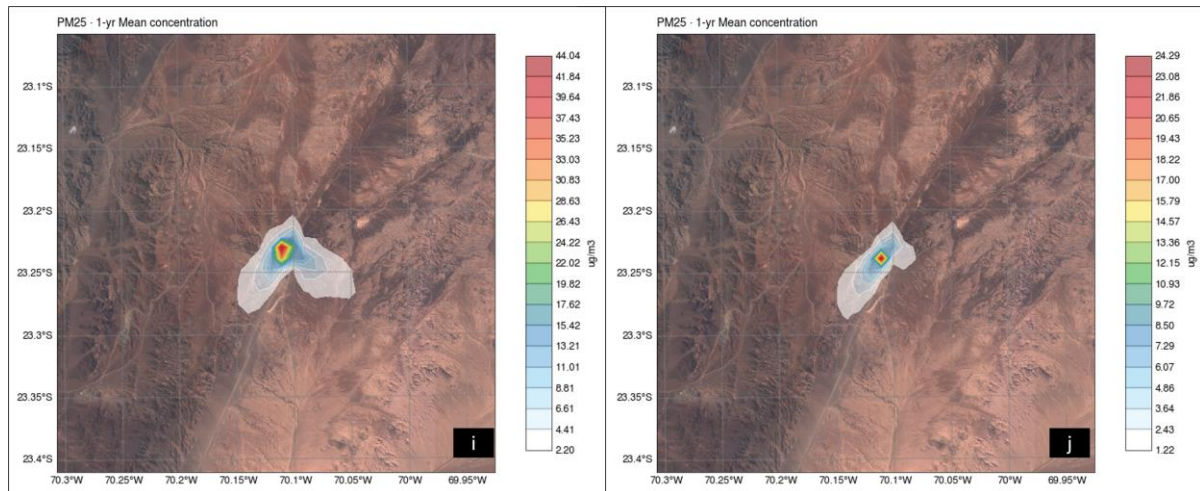 PM25 · 1-yr Mean concentration
23.1°S
23.15°S
23.2°S
23.25°S
23.3°S
23.35°S
23.4°S
70.3°W 70.25°W 70.2°W 70.15°W 70.1°W 70.05°W 70°W 69.95°W
44.04
41.84
39.64
37.43
35.23
33.03
30.83
28.63
26.43
24.22
22.02
19.82
17.62
15.42
13.21
11.01
8.81
6.61
4.41
2.20
ug/m3
i
PM25 · 1-yr Mean concentration
23.1°S
23.15°S
23.2°S
23.25°S
23.3°S
23.35°S
23.4°S
70.3°W 70.25°W 70.2°W 70.15°W 70.1°W 70.05°W 70°W 69.95°W
24.29
23.08
21.86
20.65
19.43
18.22
17.00
15.79
14.57
13.36
12.15
10.93
9.72
8.50
7.29
6.07
4.86
3.64
2.43
1.22
ug/m3
j